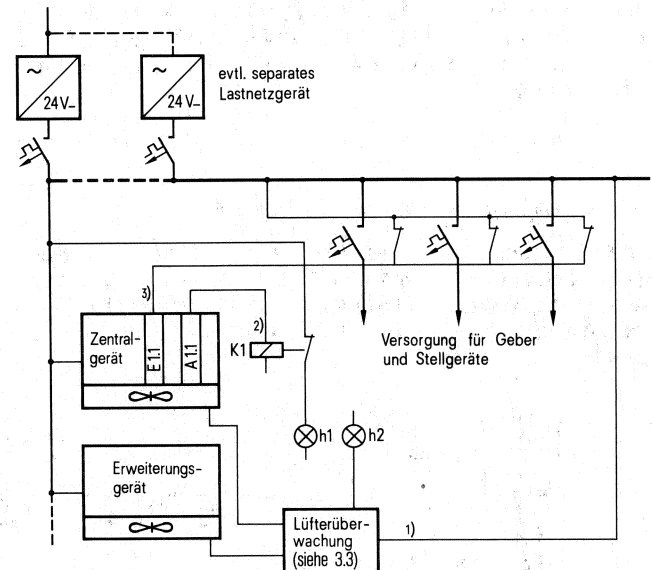 ~
24V–
~
24V–
evtl. separates
Lastnetzgerät
3)
2)
Zentral-
gerät
E1.1
A1.1
K1
Versorgung für Geber
und Stellgeräte
h1
h2
Erweiterungs-
gerät
Lüfterüber-
wachung
(siehe 3.3)
1)